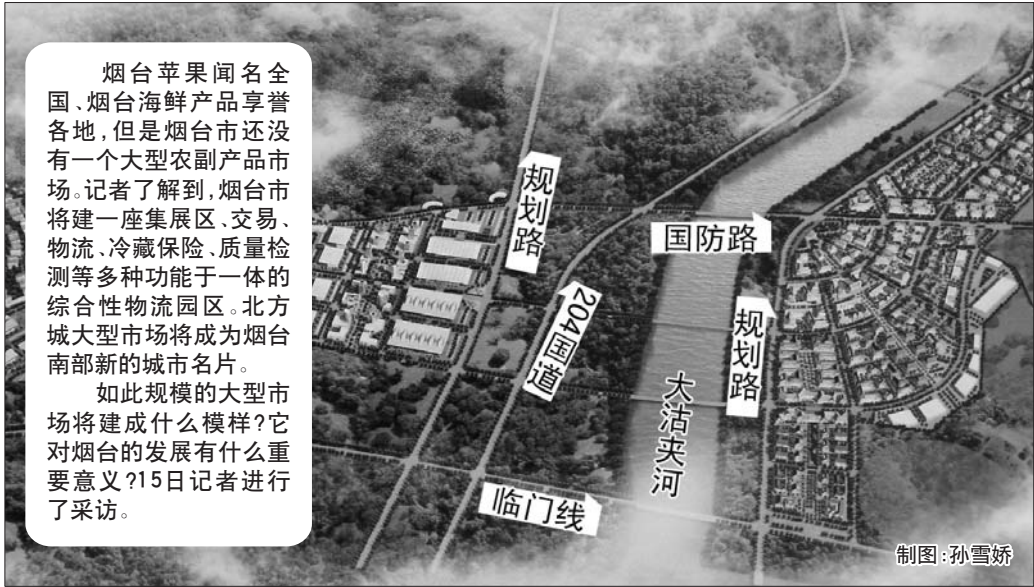 烟台苹果闻名全
国、烟台海鲜产品享誉
各地,但是烟台市还没
有一个大型农副产品市
场。记者了解到,烟台市
将建一座集展区、交易、
物流、冷藏保险、质量检
测等多种功能于一体的
综合性物流园区。北方
城大型市场将成为烟台
南部新的城市名片。
如此规模的大型市
场将建成什么模样?它
对烟台的发展有什么重
要意义?15日记者进行
了采访。
规划路
国防路
204国道
规划路
大沽夹河
临门线
制图:孙雪娇